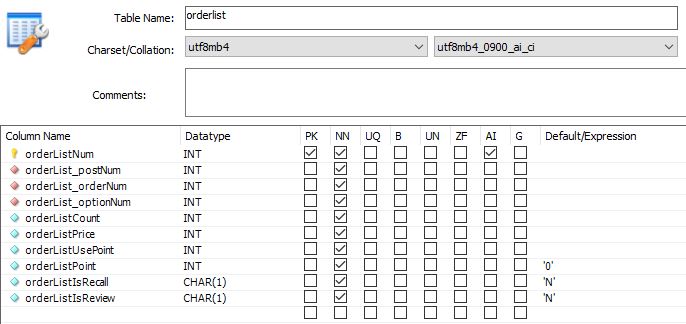 Table Name: orderlist
Charset/Collation: utf8mb4 utf8mb4_0900_ai_ci
Comments:
Column Name Datatype PK NN UQ B UN ZF AI G Default/Expression
orderListNum INT
orderList_postNum INT
orderList_orderNum INT
orderList_optionNum INT
orderListCount INT
orderListPrice INT
orderListUsePoint INT
orderListPoint INT '0'
orderListIsRecall CHAR(1) 'N'
orderListIsReview CHAR(1) 'N'